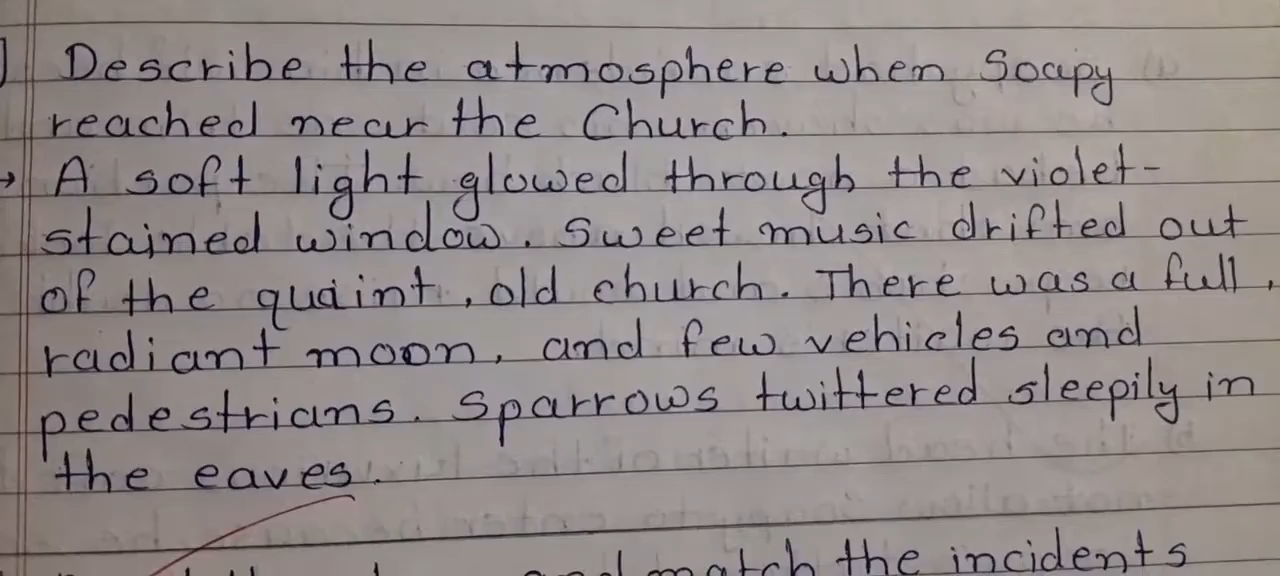 Describe the atmosphere when Soapy
reached near the Church.
→ A soft light glowed through the violet-
stained window. Sweet music drifted out
of the quaint, old church. There was a full,
radiant moon, and few vehicles and
pedestrians. Sparrows twittered sleepily in
the eaves.
and match the incidents